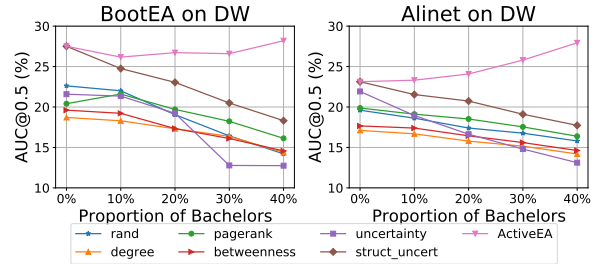 BootEA on DW
AUC@0.5 (%)
30
25
20
15
10
0% 10% 20% 30% 40%
Proportion of Bachelors
Alinet on DW
AUC@0.5 (%)
30
25
20
15
10
0% 10% 20% 30% 40%
Proportion of Bachelors
rand pagerank uncertainty ActiveEA
degree betweenness struct_uncert